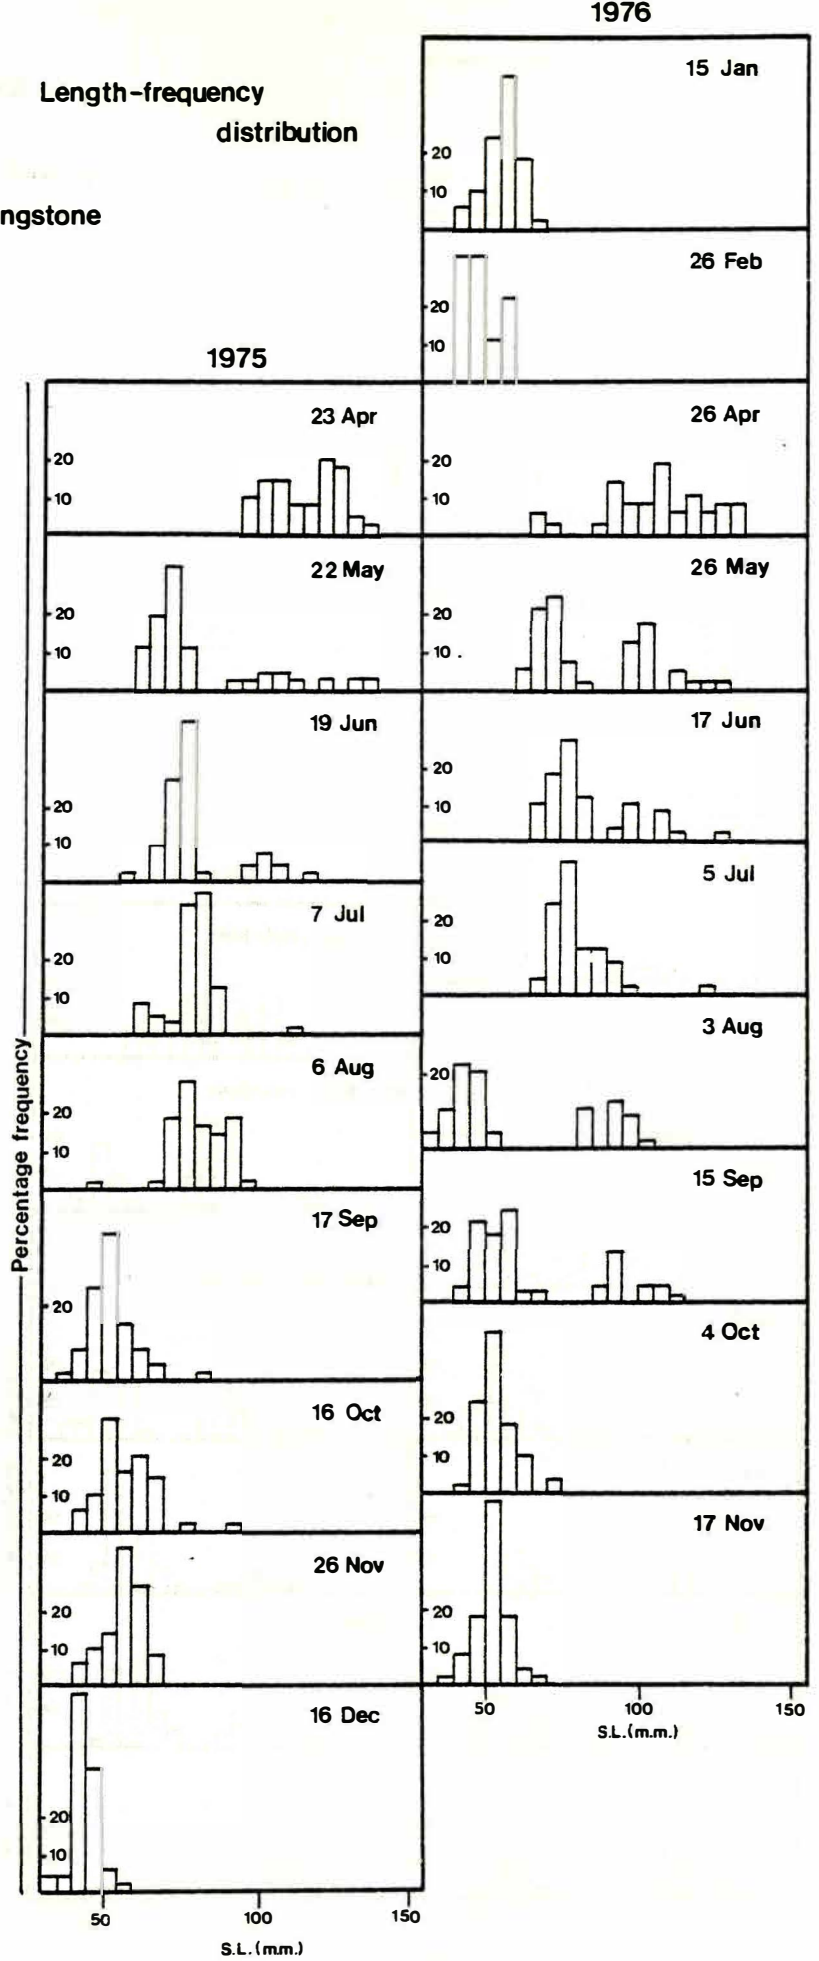 1976
Length-frequency
distribution
ngstone
15 Jan
20
10
26 Feb
20
10
1975
Percentage frequency
23 Apr
20
10
22 May
20
10
19 Jun
20
10
7 Jul
20
10
6 Aug
20
10
17 Sep
20
16 Oct
20
10
26 Nov
20
10
16 Dec
20
10
50 100 150
S.L.(m.m.)
26 Apr
20
10
26 May
20
10
17 Jun
20
10
5 Jul
20
10
3 Aug
20
15 Sep
20
10
4 Oct
20
10
17 Nov
20
10
50 100 150
S.L.(m.m.)